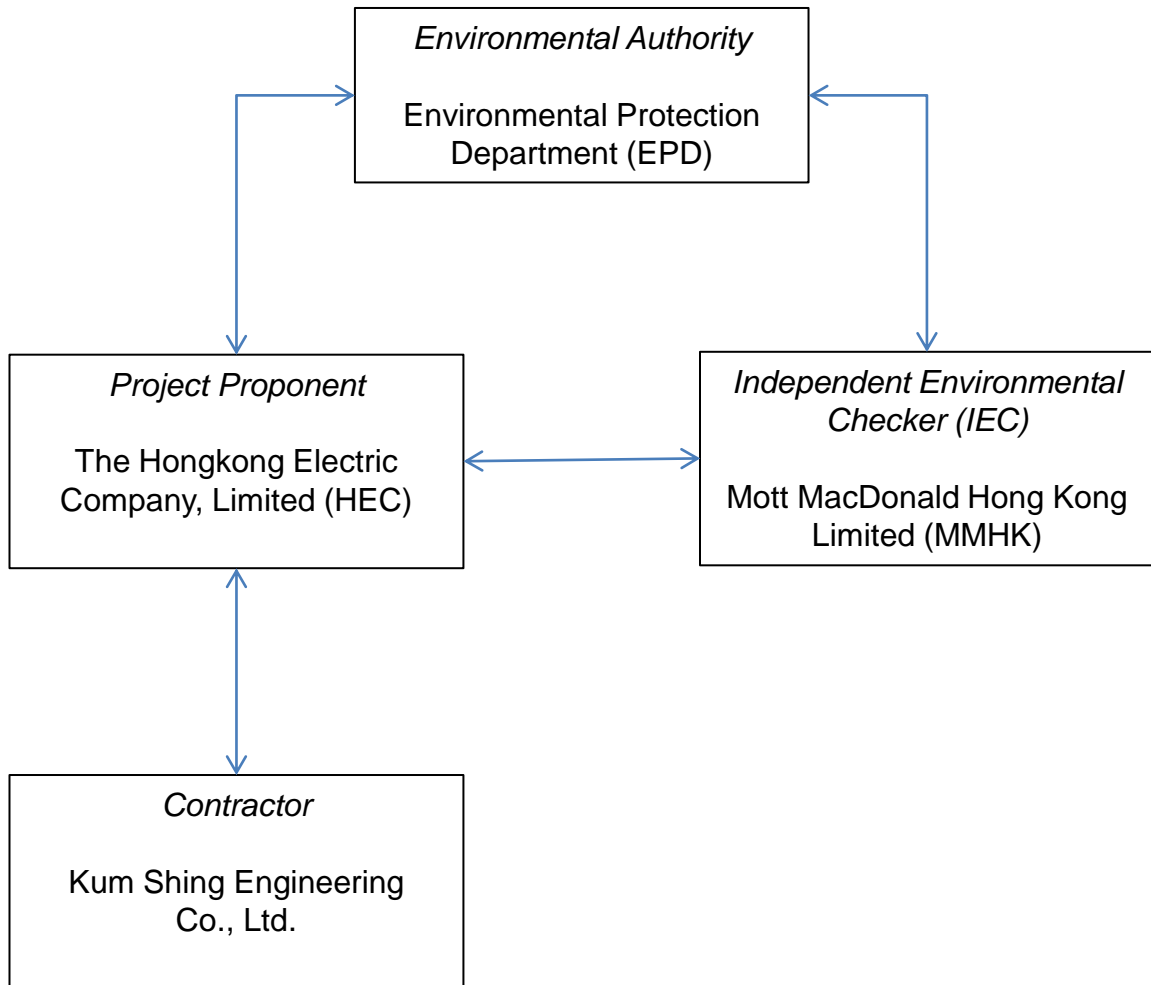 Environmental Authority
Environmental Protection
Department (EPD)
Project Proponent
The Hongkong Electric
Company, Limited (HEC)
Independent Environmental
Checker (IEC)
Mott MacDonald Hong Kong
Limited (MMHK)
Contractor
Kum Shing Engineering
Co., Ltd.